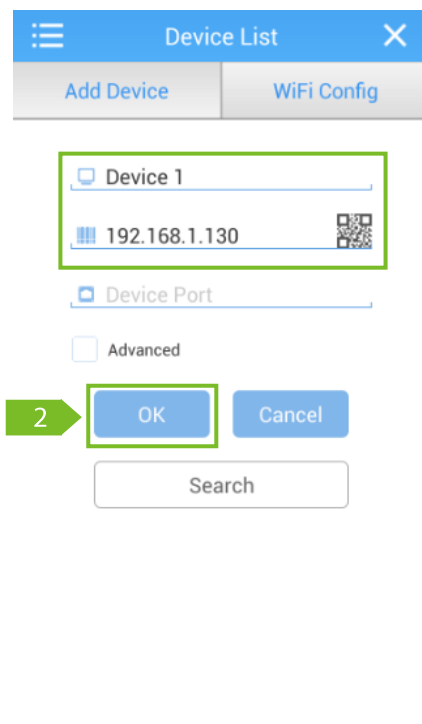 Device List
Add Device WiFi Config
Device 1
192.168.1.130
Device Port
Advanced
2 OK Cancel
Search